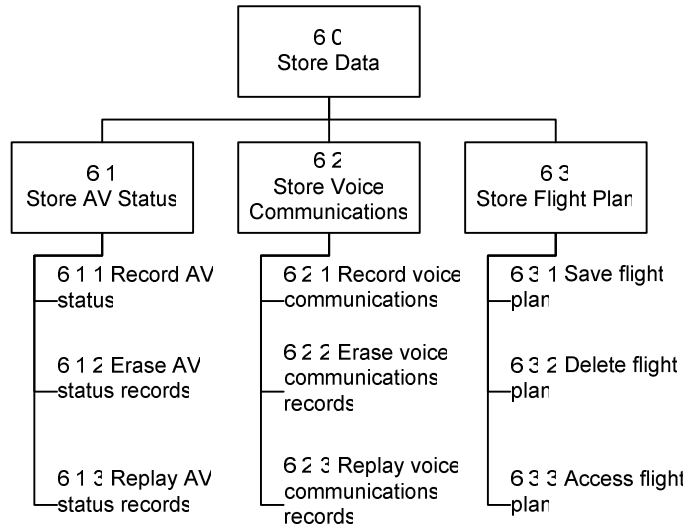 6 0
Store Data
6 1
Store AV Status
6 2
Store Voice
Communications
6 3
Store Flight Plan
6 1 1 Record AV
status
6 1 2 Erase AV
status records
6 1 3 Replay AV
status records
6 2 1 Record voice
communications
6 2 2 Erase voice
communications
records
6 2 3 Replay voice
communications
records
6 3 1 Save flight
plan
6 3 2 Delete flight
plan
6 3 3 Access flight
plan